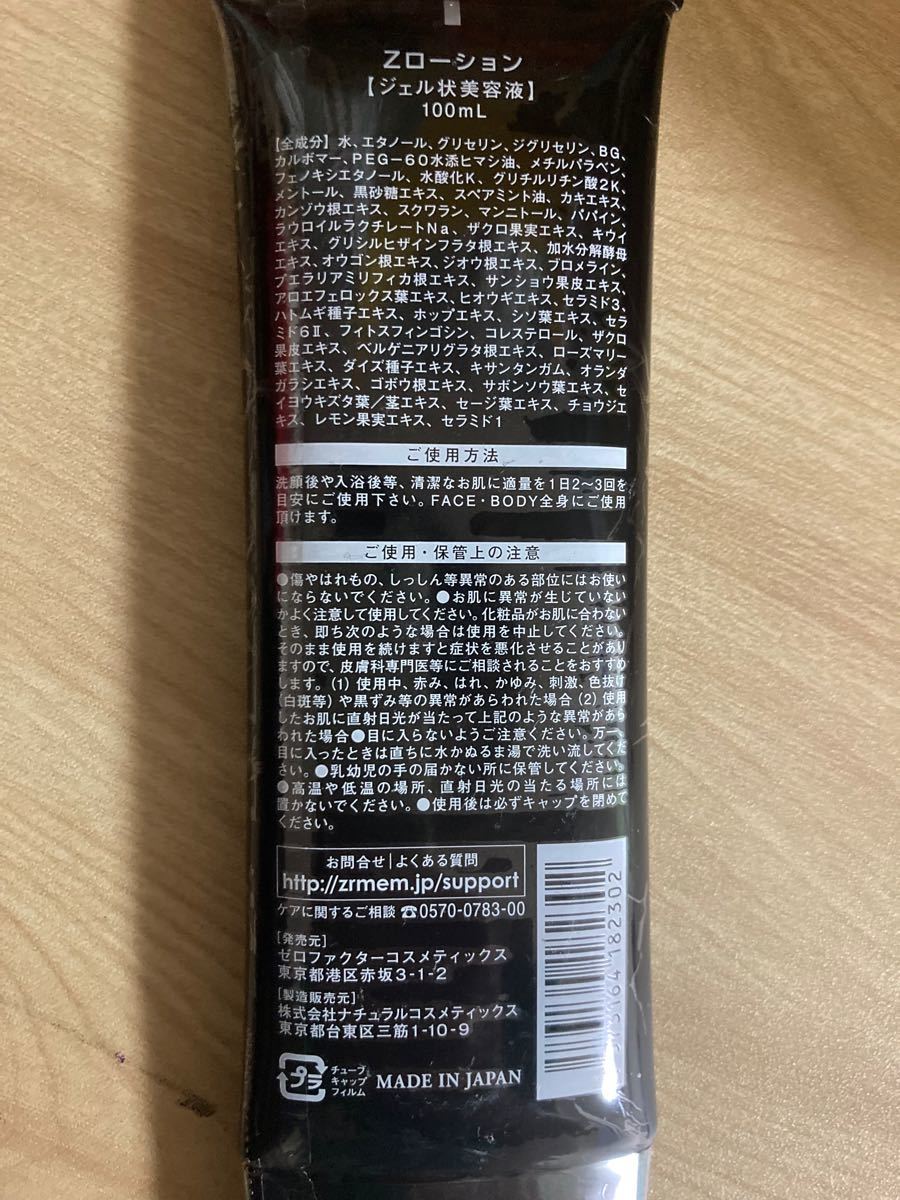 Zローション
【ジェル状美容液】
100mL
【全成分】水、エタノール、グリセリン、ジグリセリン、BG、
カルボマー、PEG－60水添ヒマシ油、メチルパラベン、
フェノキシエタノール、水酸化K、グリチルリチン酸2K、
メントール、黒砂糖エキス、スペアミント油、カキエキス、
カンゾウ根エキス、スクワラン、マンニトール、パパイン、
ラウロイルラクチレートNa、ザクロ果実エキス、キウイ
エキス、グリシルヒザインフラタ根エキス、加水分解酵母
エキス、オウゴン根エキス、ジオウ根エキス、ブロメライン、
プエラリアミリフィカ根エキス、サンショウ果皮エキス、
アロエフェロックス葉エキス、ヒオウギエキス、セラミド3、
ハトムギ種子エキス、ホップエキス、シソ葉エキス、セラ
ミド6Ⅱ、フィトスフィンゴシン、コレステロール、ザクロ
果皮エキス、ベルゲニアリグラタ根エキス、ローズマリー
葉エキス、ダイズ種子エキス、キサンタンガム、オランダ
ガラシエキス、ゴボウ根エキス、サボンソウ葉エキス、セ
イヨウキズタ葉／茎エキス、セージ葉エキス、チョウジエ
キス、レモン果実エキス、セラミド1
ご使用方法
洗顔後や入浴後等、清潔なお肌に適量を1日2～3回を
目安にご使用下さい。FACE・BODY全身にご使用
頂けます。
ご使用・保管上の注意
●傷やはれもの、しっしん等異常のある部位にはお使い
にならないでください。●お肌に異常が生じていない
かよく注意して使用してください。化粧品がお肌に合わない
とき、即ち次のような場合は使用を中止してください。
そのまま使用を続けますと症状を悪化させることがあり
ますので、皮膚科専門医等にご相談されることをおすすめ
します。(1)使用中、赤み、はれ、かゆみ、刺激、色抜け
(白斑等)や黒ずみ等の異常があらわれた場合(2)使用
したお肌に直射日光が当たって上記のような異常があら
われた場合●目に入らないようご注意ください。万一、
目に入ったときは直ちに水かぬるま湯で洗い流してくだ
さい。●乳幼児の手の届かない所に保管してください。
●高温や低温の場所、直射日光の当たる場所には
置かないでください。●使用後は必ずキャップを閉めて
ください。
お問合せ｜よくある質問
http://zrmem.jp/support
ケアに関するご相談 ☎0570-0783-00
[発売元]
ゼロファクターコスメティックス
東京都港区赤坂3-1-2
[製造販売元]
株式会社ナチュラルコスメティックス
東京都台東区三筋1-10-9
プラ
チューブ
キャップ
フィルム
MADE IN JAPAN
182302